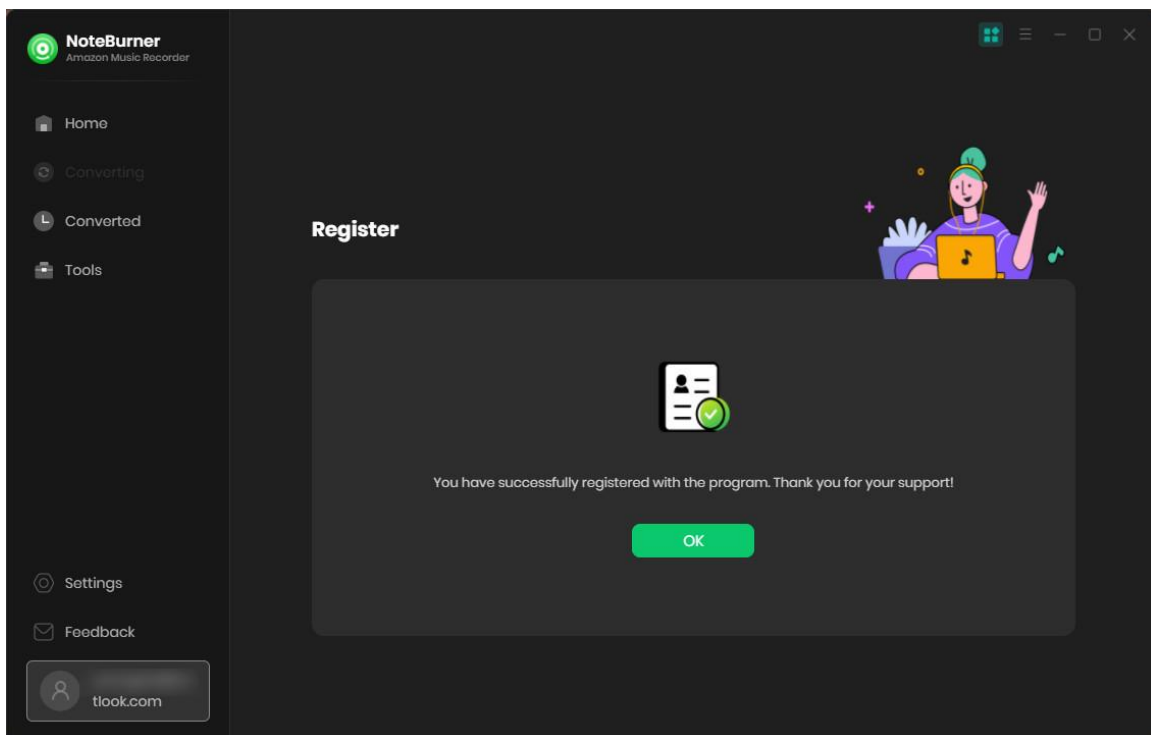 NoteBurner
Amazon Music Recorder
Home
Converting
Converted
Tools
Register
You have successfully registered with the program. Thank you for your support!
OK
Settings
Feedback
tlook.com